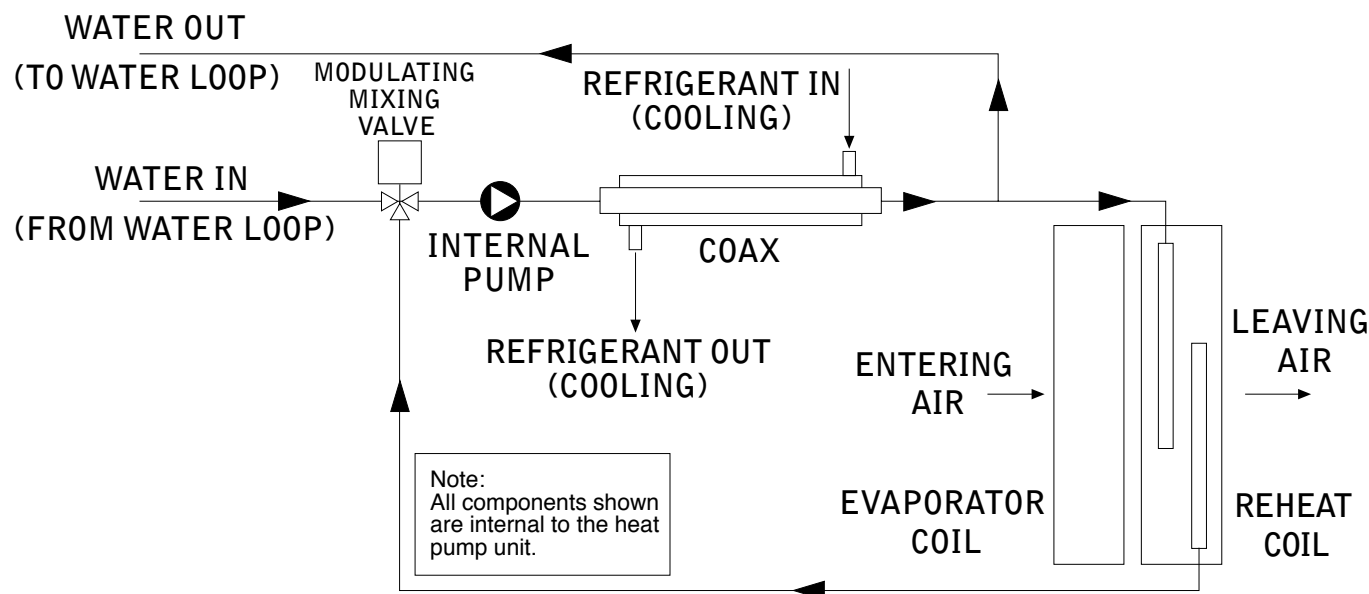 WATER OUT
(TO WATER LOOP)
MODULATING
MIXING
VALVE
REFRIGERANT IN
(COOLING)
WATER IN
(FROM WATER LOOP)
INTERNAL
PUMP
COAX
REFRIGERANT OUT
(COOLING)
ENTERING
AIR
LEAVING
AIR
Note:
All components shown
are internal to the heat
pump unit.
EVAPORATOR
COIL
REHEAT
COIL